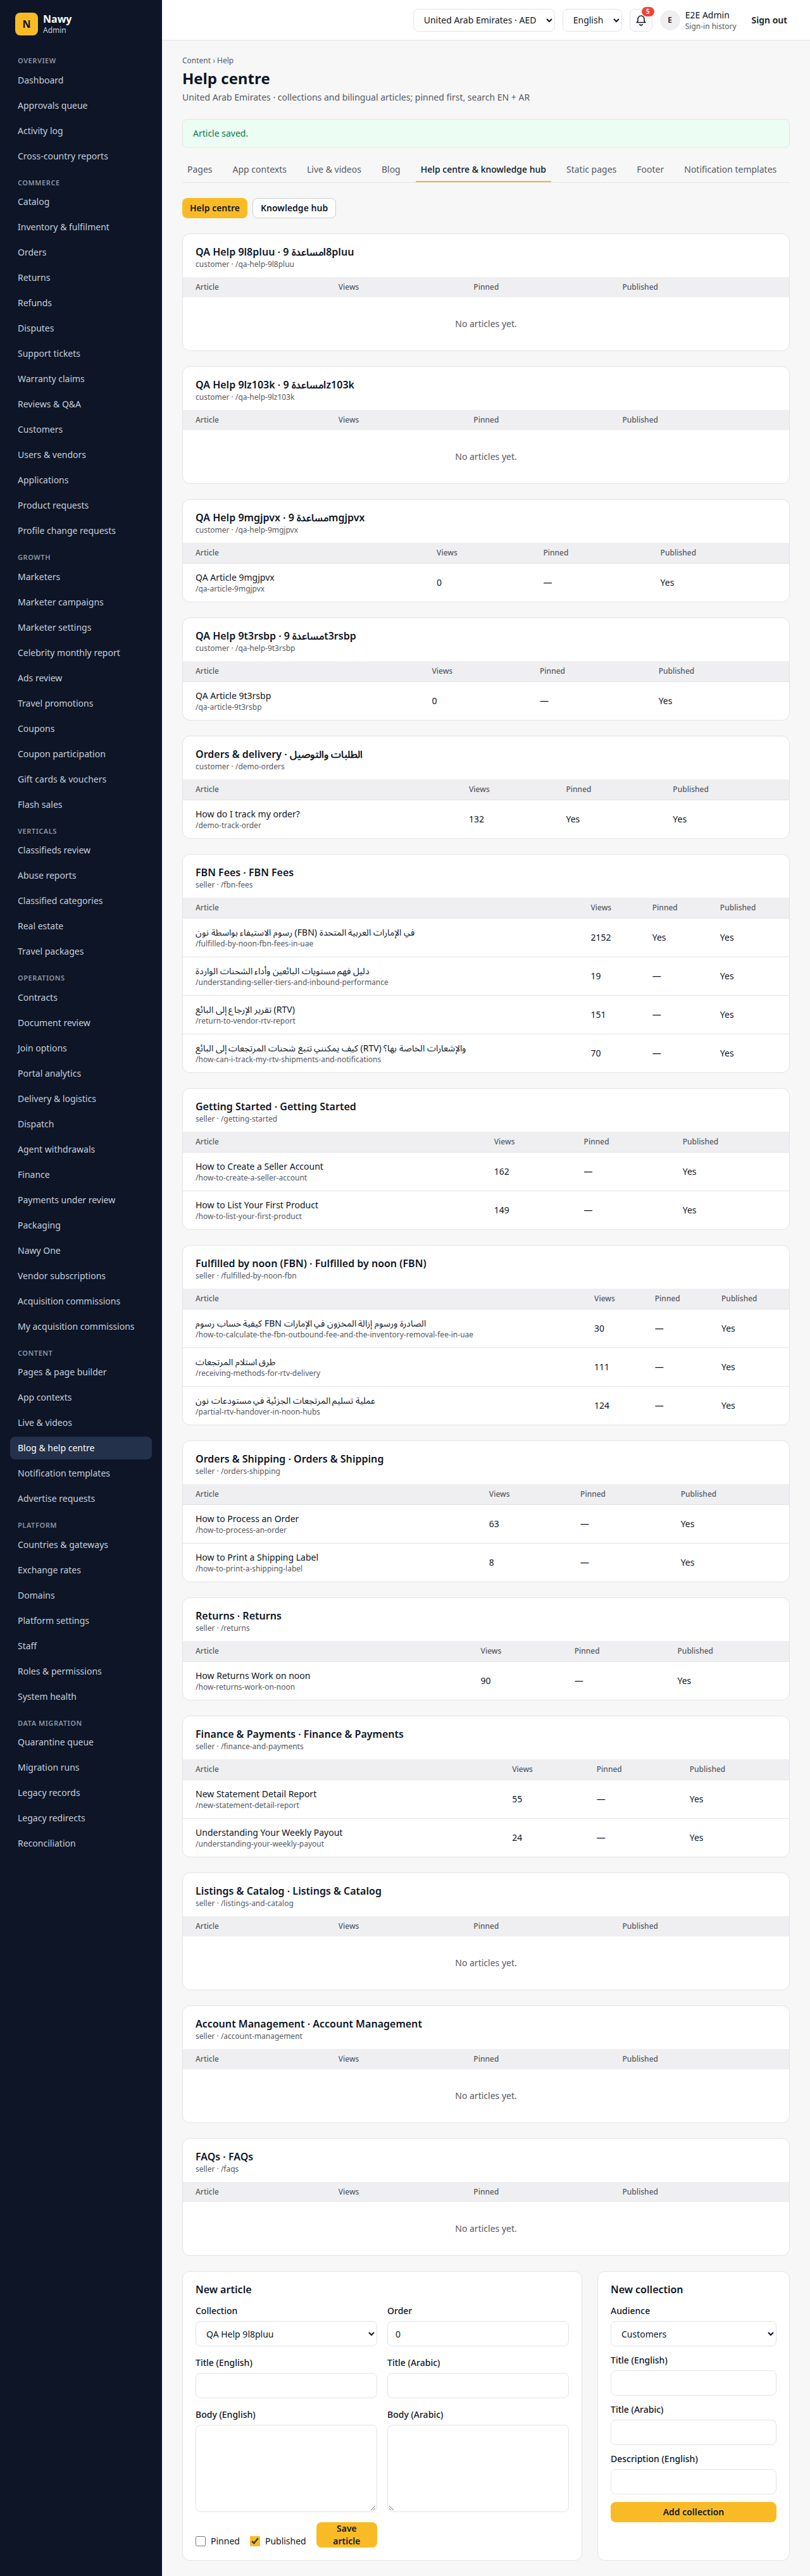 N
Nawy
Admin
OVERVIEW
Dashboard
Approvals queue
Activity log
Cross-country reports
COMMERCE
Catalog
Inventory & fulfilment
Orders
Returns
Refunds
Disputes
Support tickets
Warranty claims
Reviews & Q&A
Customers
Users & vendors
Applications
Product requests
Profile change requests
GROWTH
Marketers
Marketer campaigns
Marketer settings
Celebrity monthly report
Ads review
Travel promotions
Coupons
Coupon participation
Gift cards & vouchers
Flash sales
VERTICALS
Classifieds review
Abuse reports
Classified categories
Real estate
Travel packages
OPERATIONS
Contracts
Document review
Join options
Portal analytics
Delivery & logistics
Dispatch
Agent withdrawals
Finance
Payments under review
Packaging
Nawy One
Vendor subscriptions
Acquisition commissions
My acquisition commissions
CONTENT
Pages & page builder
App contexts
Live & videos
Blog & help centre
Notification templates
Advertise requests
PLATFORM
Countries & gateways
Exchange rates
Domains
Platform settings
Staff
Roles & permissions
System health
DATA MIGRATION
Quarantine queue
Migration runs
Legacy records
Legacy redirects
Reconciliation
United Arab Emirates · AED
English
5
E
E2E Admin
Sign-in history
Sign out
Content › Help
Help centre
United Arab Emirates · collections and bilingual articles; pinned first, search EN + AR
Article saved.
Pages App contexts Live & videos Blog Help centre & knowledge hub Static pages Footer Notification templates
Help centre Knowledge hub
QA Help 9l8pluu · مساعدة 9l8pluu
customer · /qa-help-9l8pluu
Article Views Pinned Published
No articles yet.
QA Help 9lz103k · مساعدة 9lz103k
customer · /qa-help-9lz103k
Article Views Pinned Published
No articles yet.
QA Help 9mgjpvx · مساعدة 9mgjpvx
customer · /qa-help-9mgjpvx
Article Views Pinned Published
QA Article 9mgjpvx 0 — Yes
/qa-article-9mgjpvx
QA Help 9t3rsbp · مساعدة 9t3rsbp
customer · /qa-help-9t3rsbp
Article Views Pinned Published
QA Article 9t3rsbp 0 — Yes
/qa-article-9t3rsbp
Orders & delivery · الطلبات والتوصيل
customer · /demo-orders
Article Views Pinned Published
How do I track my order? 132 Yes Yes
/demo-track-order
FBN Fees · FBN Fees
seller · /fbn-fees
Article Views Pinned Published
رسوم الاستيفاء بواسطة نون (FBN) في الإمارات العربية المتحدة 2152 Yes Yes
/fulfilled-by-noon-fbn-fees-in-uae
دليل فهم مستويات البائعين وأداء الشحنات الواردة 19 — Yes
/understanding-seller-tiers-and-inbound-performance
تقرير الإرجاع إلى البائع (RTV) 151 — Yes
/return-to-vendor-rtv-report
كيف يمكنني تتبع شحنات المرتجعات إلى البائع (RTV) والإشعارات الخاصة بها؟ 70 — Yes
/how-can-i-track-my-rtv-shipments-and-notifications
Getting Started · Getting Started
seller · /getting-started
Article Views Pinned Published
How to Create a Seller Account 162 — Yes
/how-to-create-a-seller-account
How to List Your First Product 149 — Yes
/how-to-list-your-first-product
Fulfilled by noon (FBN) · Fulfilled by noon (FBN)
seller · /fulfilled-by-noon-fbn
Article Views Pinned Published
كيفية حساب رسوم FBN الصادرة ورسوم إزالة المخزون في الإمارات 30 — Yes
/how-to-calculate-the-fbn-outbound-fee-and-the-inventory-removal-fee-in-uae
طرق استلام المرتجعات 111 — Yes
/receiving-methods-for-rtv-delivery
عملية تسليم المرتجعات الجزئية في مستودعات نون 124 — Yes
/partial-rtv-handover-in-noon-hubs
Orders & Shipping · Orders & Shipping
seller · /orders-shipping
Article Views Pinned Published
How to Process an Order 63 — Yes
/how-to-process-an-order
How to Print a Shipping Label 8 — Yes
/how-to-print-a-shipping-label
Returns · Returns
seller · /returns
Article Views Pinned Published
How Returns Work on noon 90 — Yes
/how-returns-work-on-noon
Finance & Payments · Finance & Payments
seller · /finance-and-payments
Article Views Pinned Published
New Statement Detail Report 55 — Yes
/new-statement-detail-report
Understanding Your Weekly Payout 24 — Yes
/understanding-your-weekly-payout
Listings & Catalog · Listings & Catalog
seller · /listings-and-catalog
Article Views Pinned Published
No articles yet.
Account Management · Account Management
seller · /account-management
Article Views Pinned Published
No articles yet.
FAQs · FAQs
seller · /faqs
Article Views Pinned Published
No articles yet.
New article
Collection Order
QA Help 9l8pluu 0
Title (English) Title (Arabic)
Body (English) Body (Arabic)
Pinned Published Save article
New collection
Audience
Customers
Title (English)
Title (Arabic)
Description (English)
Add collection